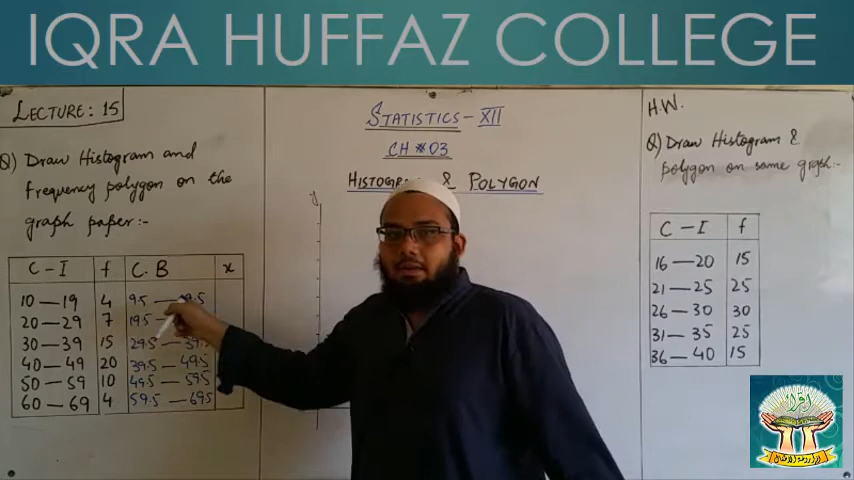 IQRA HUFFAZ COLLEGE
LECTURE: 15
Q) Draw Histogram and
frequency polygon on the
graph paper:-
C-I f C.B x
10—19 4 9.5—19.5
20—29 7 19.5—
30—39 15 29.5—39.5
40—49 20 39.5—49.5
50—59 10 49.5—59.5
60—69 4 59.5—69.5
STATISTICS-XII
CH #03
HISTOGRAM & POLYGON
y
H.W.
Q) Draw Histogram &
polygon on same graph:-
C-I f
16—20 15
21—25 25
26—30 30
31—35 25
36—40 15
اقرأ